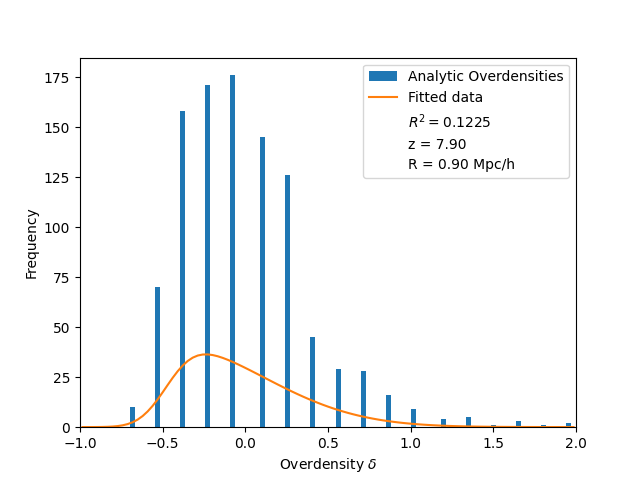 175
150
125
100
75
50
25
0
Frequency
Analytic Overdensities
Fitted data
R² = 0.1225
z = 7.90
R = 0.90 Mpc/h
−1.0 −0.5 0.0 0.5 1.0 1.5 2.0
Overdensity δ